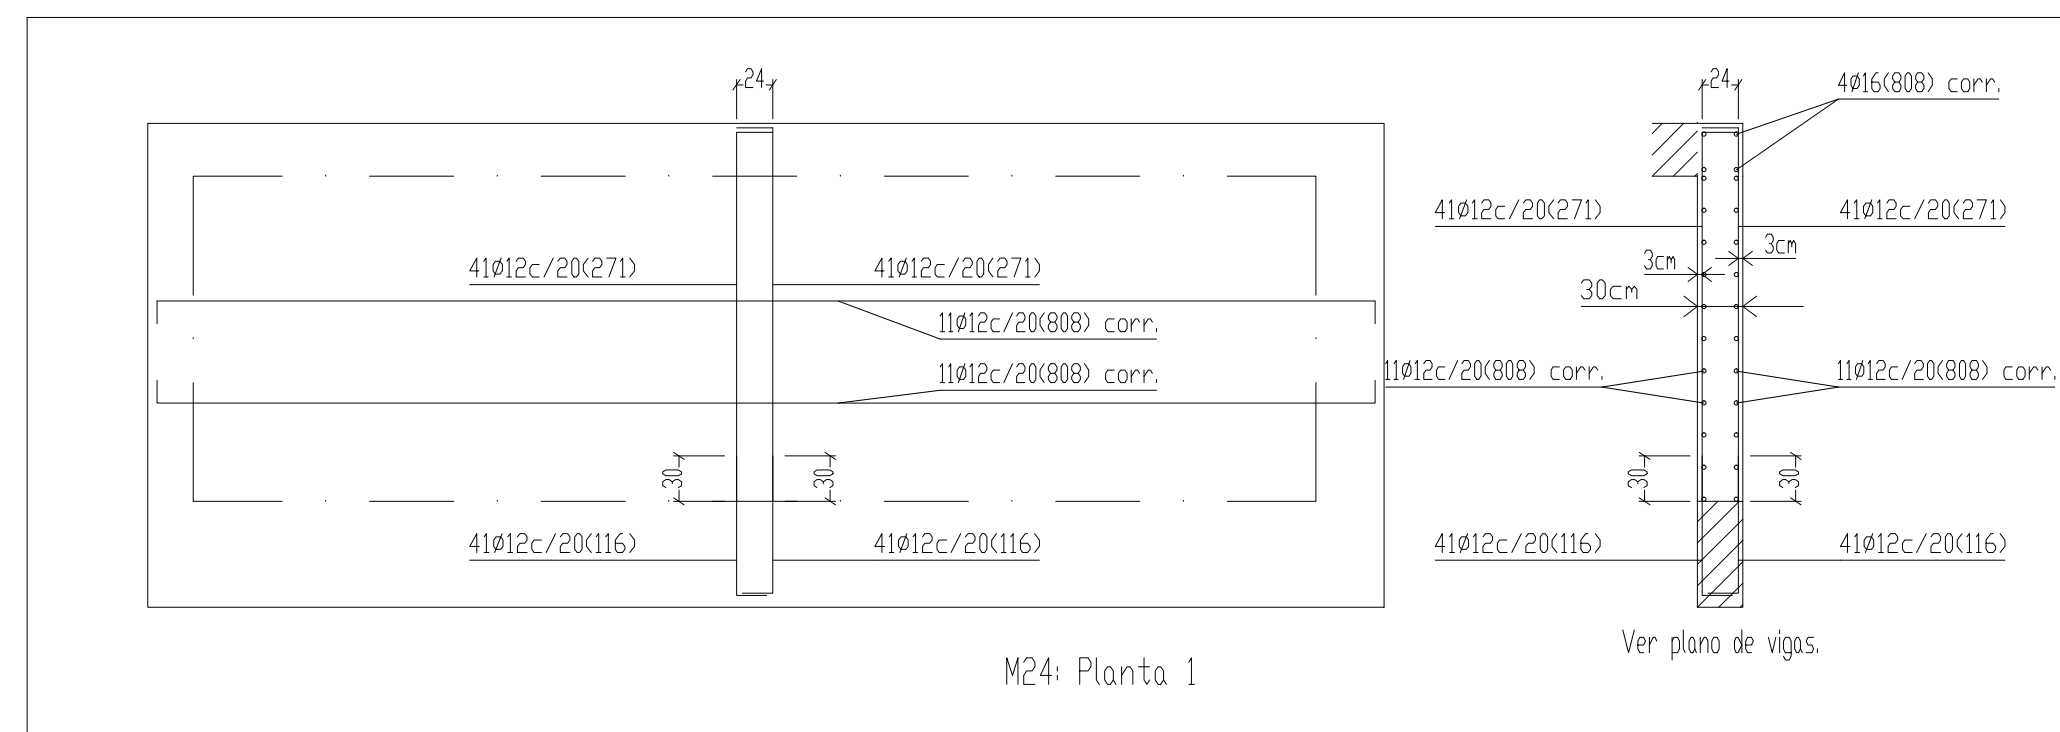 24
24
4Ø16(808) corr.
41Ø12c/20(271)
41Ø12c/20(271)
3cm
3cm
41Ø12c/20(271)
41Ø12c/20(271)
30cm
11Ø12c/20(808) corr.
11Ø12c/20(808) corr.
11Ø12c/20(808) corr.
11Ø12c/20(808) corr.
30
30
30
30
41Ø12c/20(116)
41Ø12c/20(116)
41Ø12c/20(116)
41Ø12c/20(116)
Ver plano de vigas.
M24: Planta 1